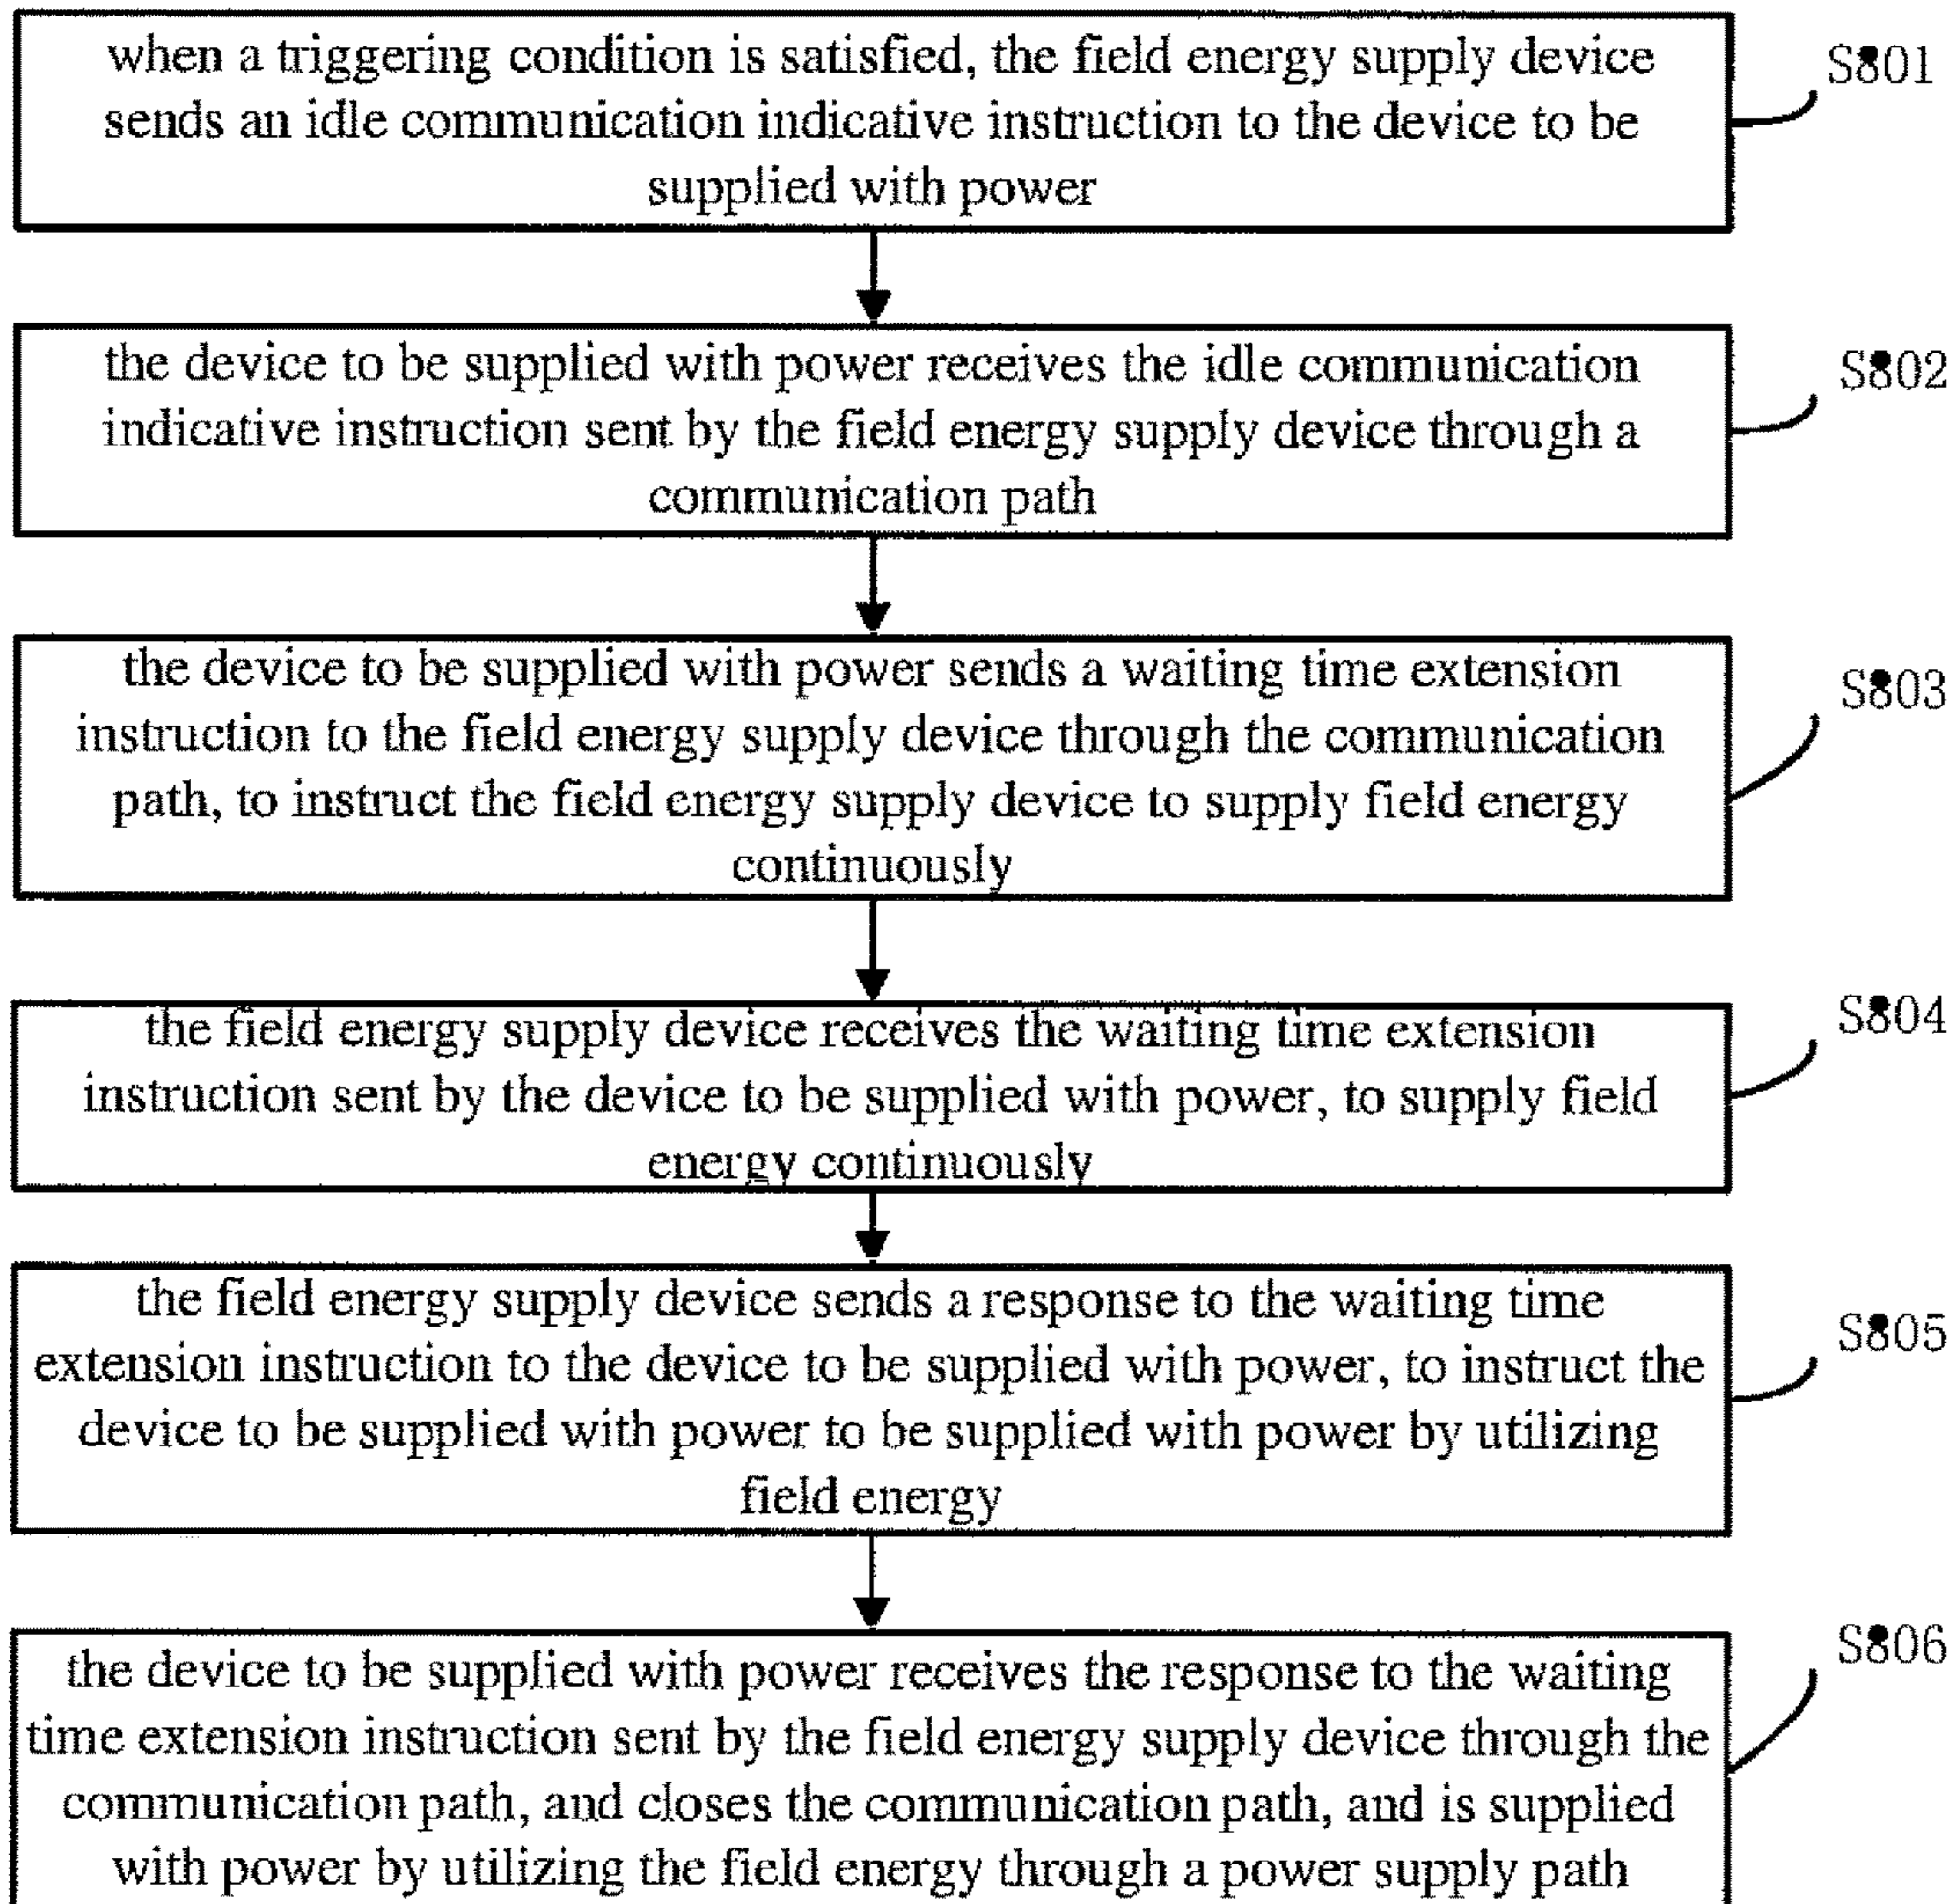 when a triggering condition is satisfied, the field energy supply device
sends an idle communication indicative instruction to the device to be
supplied with power
S801
the device to be supplied with power receives the idle communication
indicative instruction sent by the field energy supply device through a
communication path
S802
the device to be supplied with power sends a waiting time extension
instruction to the field energy supply device through the communication
path, to instruct the field energy supply device to supply field energy
continuously
S803
the field energy supply device receives the waiting time extension
instruction sent by the device to be supplied with power, to supply field
energy continuously
S804
the field energy supply device sends a response to the waiting time
extension instruction to the device to be supplied with power, to instruct the
device to be supplied with power to be supplied with power by utilizing
field energy
S805
the device to be supplied with power receives the response to the waiting
time extension instruction sent by the field energy supply device through the
communication path, and closes the communication path, and is supplied
with power by utilizing the field energy through a power supply path
S806